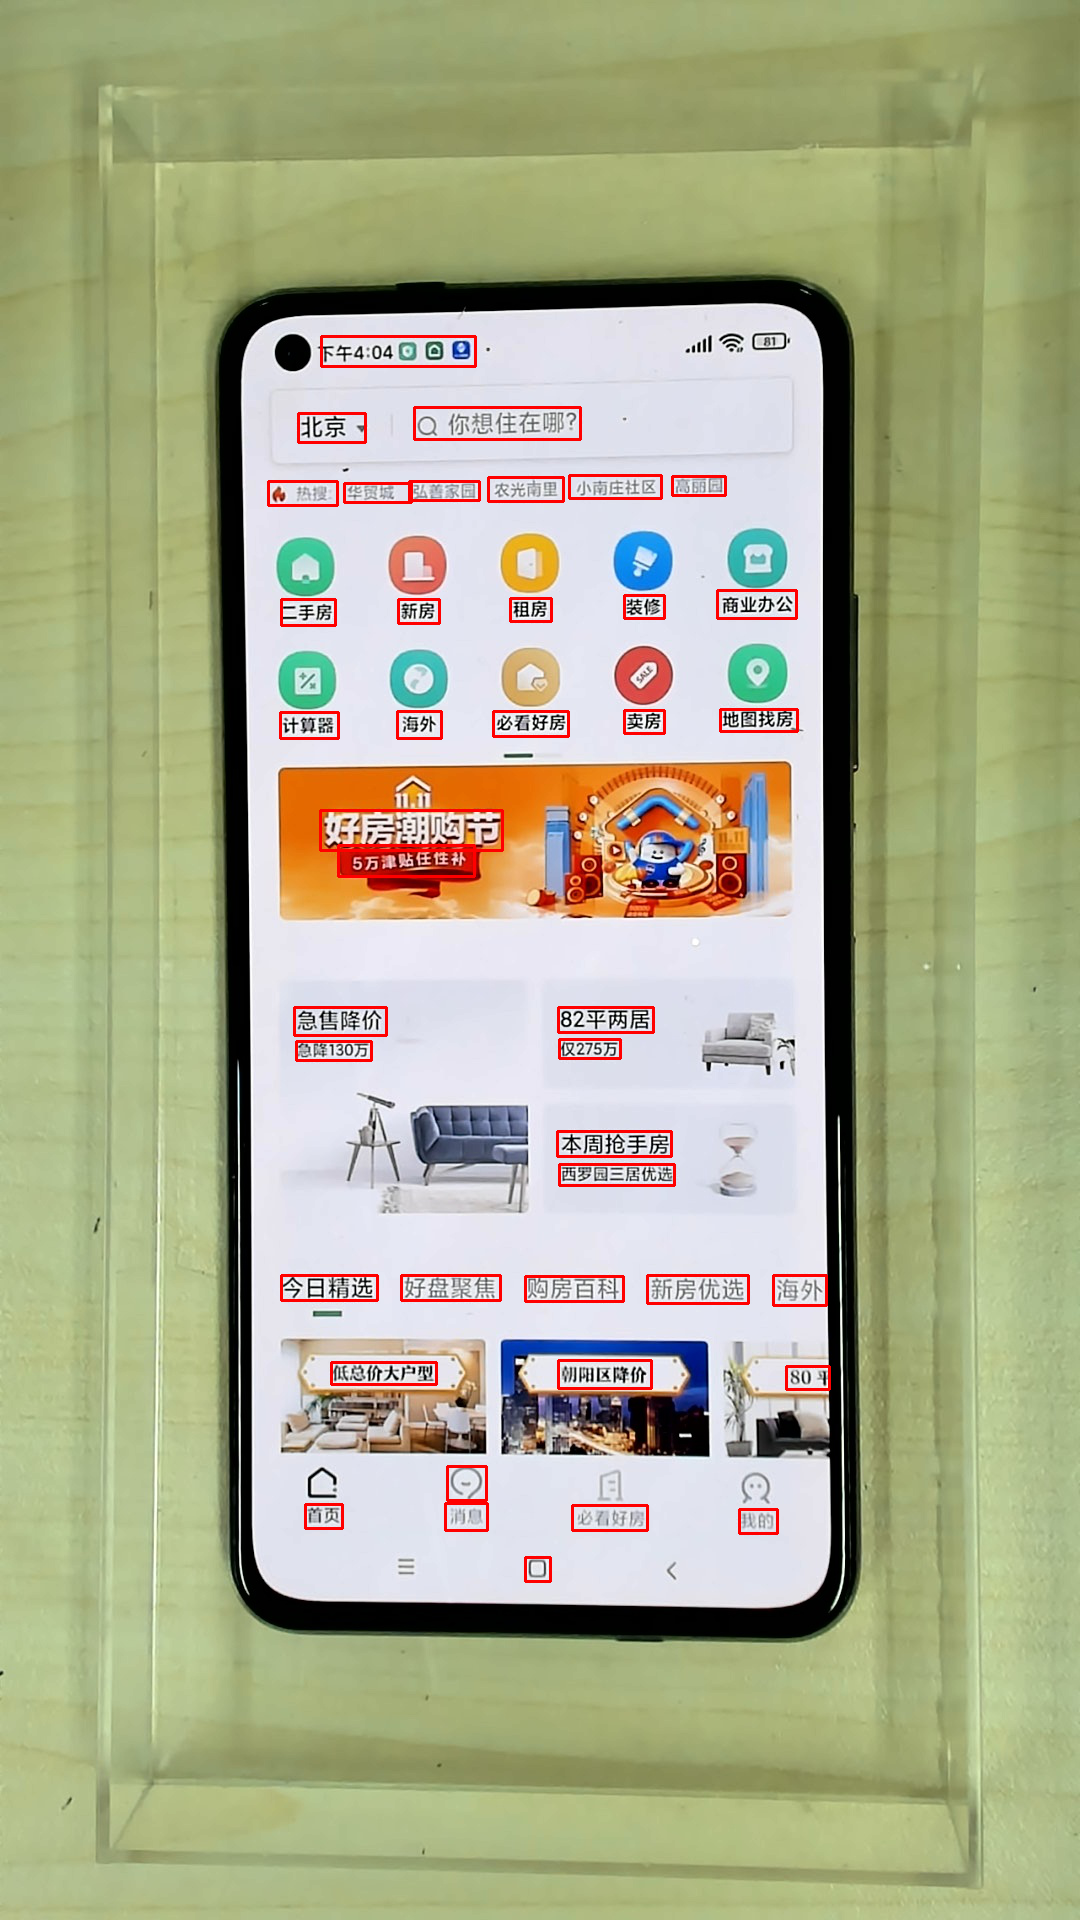 下午4:04 81
北京 你想住在哪?
热搜: 华贸城 弘善家园 农光南里 小南庄社区 高丽园
二手房 新房 租房 装修 商业办公
SALE
计算器 海外 必看好房 卖房 地图找房
11.11
好房潮购节
5万津贴任性补
11.11
急售降价
急降130万
82平两居
仅275万
本周抢手房
西罗园三居优选
今日精选 好盘聚焦 购房百科 新房优选 海外
低总价大户型 朝阳区降价 80
首页 消息 必看好房 我的